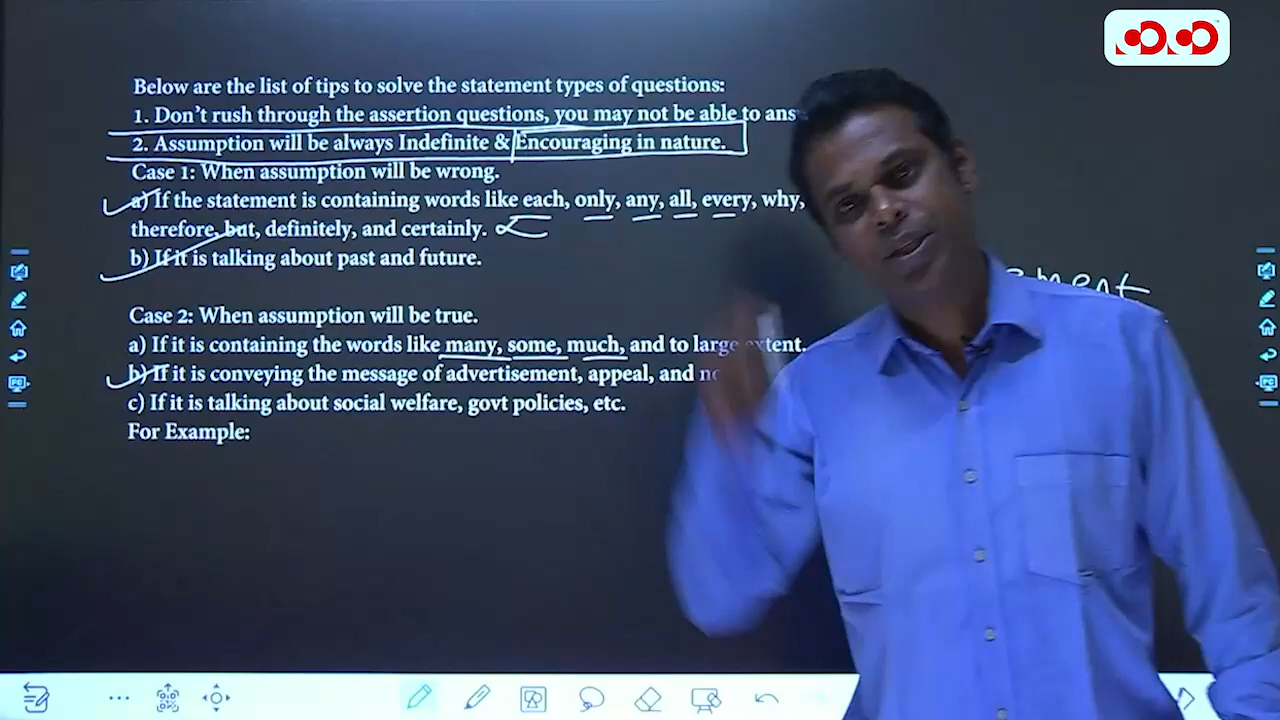 Below are the list of tips to solve the statement types of questions:
1. Don't rush through the assertion questions, you may not be able to ans
2. Assumption will be always Indefinite & Encouraging in nature.
Case 1: When assumption will be wrong.
a) If the statement is containing words like each, only, any, all, every, why,
therefore, but, definitely, and certainly.
b) If it is talking about past and future.
ement
Case 2: When assumption will be true.
a) If it is containing the words like many, some, much, and to large extent.
b) If it is conveying the message of advertisement, appeal, and
c) If it is talking about social welfare, govt policies, etc.
For Example: